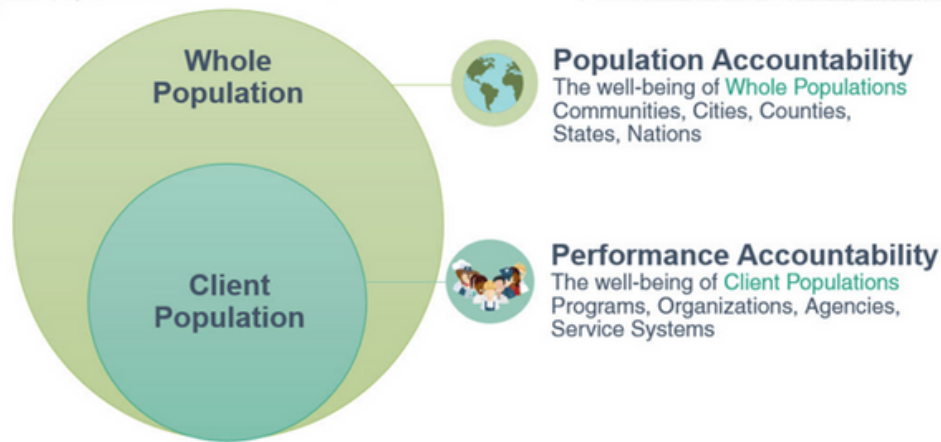 Whole
Population
Population Accountability
The well-being of Whole Populations
Communities, Cities, Counties,
States, Nations
Client
Population
Performance Accountability
The well-being of Client Populations
Programs, Organizations, Agencies,
Service Systems